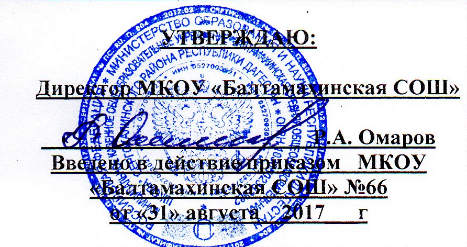 УТВЕРЖДАЮ:
Директор МКОУ «Балтамахинская СОШ»
Р.А. Омаров
Введено в действие приказом МКОУ
«Балтамахинская СОШ» №66
от «31» августа 2017 г